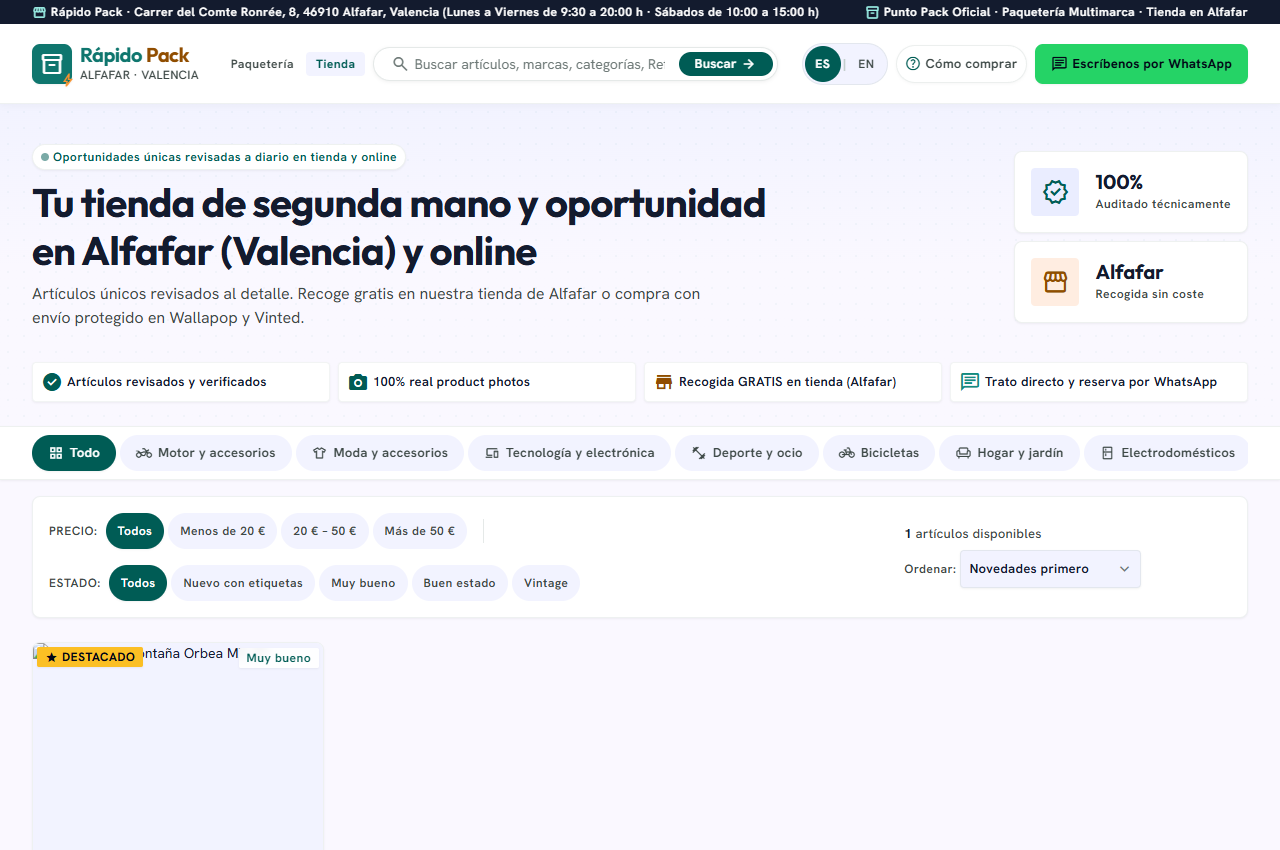 Rápido Pack · Carrer del Comte Ronrée, 8, 46910 Alfafar, Valencia (Lunes a Viernes de 9:30 a 20:00 h · Sábados de 10:00 a 15:00 h)
Punto Pack Oficial · Paquetería Multimarca · Tienda en Alfafar
Rápido Pack
ALFAFAR · VALENCIA
Paquetería
Tienda
Buscar artículos, marcas, categorías, Re
Buscar →
ES | EN
Cómo comprar
Escríbenos por WhatsApp
Oportunidades únicas revisadas a diario en tienda y online
Tu tienda de segunda mano y oportunidad
en Alfafar (Valencia) y online
Artículos únicos revisados al detalle. Recoge gratis en nuestra tienda de Alfafar o compra con
envío protegido en Wallapop y Vinted.
100%
Auditado técnicamente
Alfafar
Recogida sin coste
Artículos revisados y verificados
100% real product photos
Recogida GRATIS en tienda (Alfafar)
Trato directo y reserva por WhatsApp
Todo
Motor y accesorios
Moda y accesorios
Tecnología y electrónica
Deporte y ocio
Bicicletas
Hogar y jardín
Electrodomésticos
PRECIO: Todos Menos de 20 € 20 € – 50 € Más de 50 €
ESTADO: Todos Nuevo con etiquetas Muy bueno Buen estado Vintage
1 artículos disponibles
Ordenar: Novedades primero
★ DESTACADO
ntaña Orbea M
Muy bueno